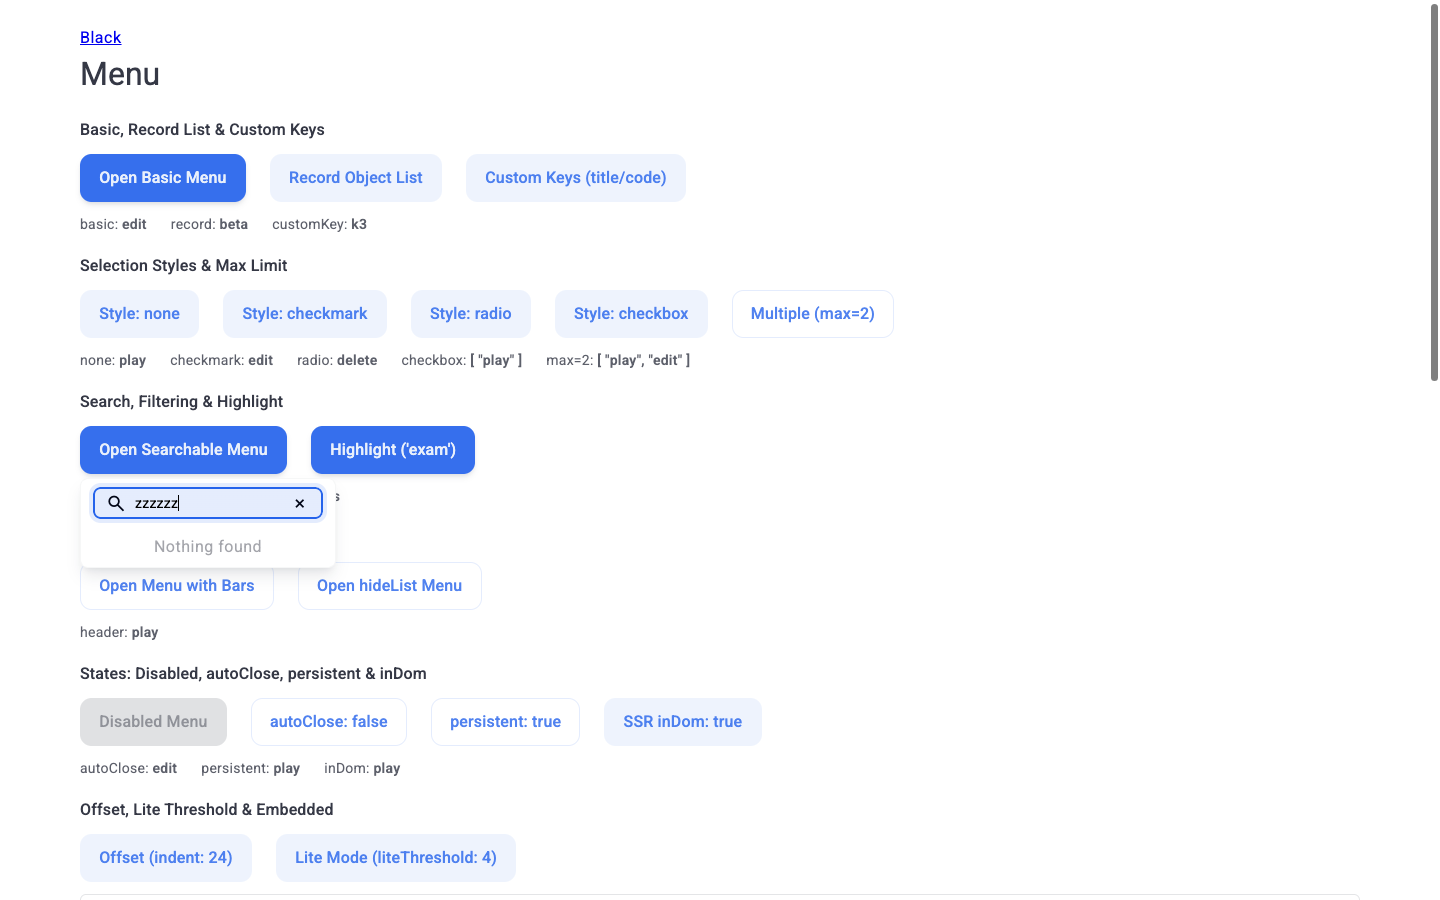 Black
Menu
Basic, Record List & Custom Keys
Open Basic Menu Record Object List Custom Keys (title/code)
basic: edit record: beta customKey: k3
Selection Styles & Max Limit
Style: none Style: checkmark Style: radio Style: checkbox Multiple (max=2)
none: play checkmark: edit radio: delete checkbox: [ "play" ] max=2: [ "play", "edit" ]
Search, Filtering & Highlight
Open Searchable Menu Highlight ('exam')
zzzzzz
Nothing found
Open Menu with Bars Open hideList Menu
header: play
States: Disabled, autoClose, persistent & inDom
Disabled Menu autoClose: false persistent: true SSR inDom: true
autoClose: edit persistent: play inDom: play
Offset, Lite Threshold & Embedded
Offset (indent: 24) Lite Mode (liteThreshold: 4)